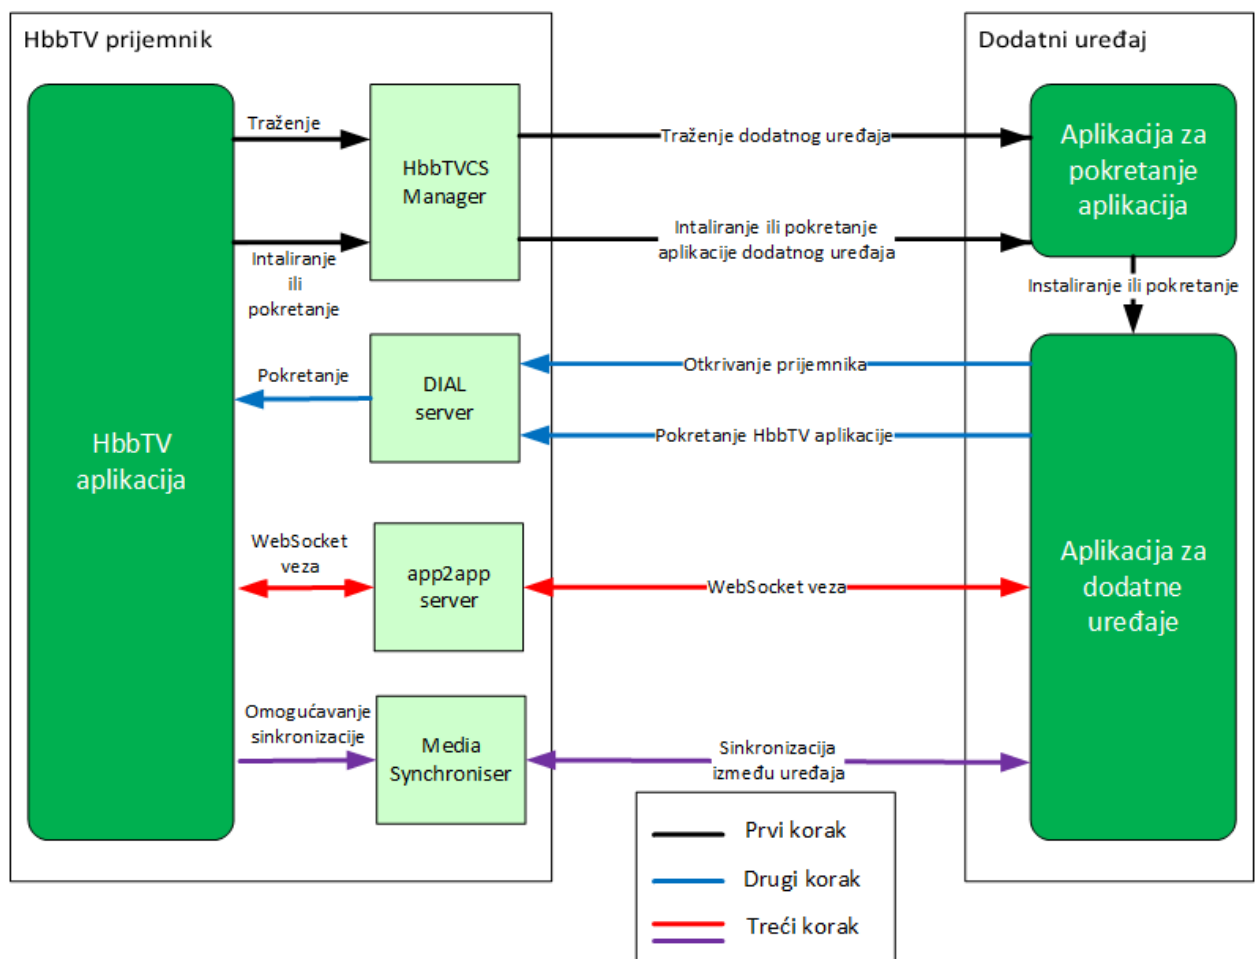 HbbTV prijemnik
Dodatni uređaj
HbbTV
aplikacija
Traženje
Intaliranje
ili
pokretanje
HbbTVCS
Manager
Traženje dodatnog uređaja
Intaliranje ili pokretanje
aplikacije dodatnog uređaja
Aplikacija za
pokretanje
aplikacija
Instaliranje ili pokretanje
Pokretanje
DIAL
server
Otkrivanje prijemnika
Pokretanje HbbTV aplikacije
WebSocket
veza
app2app
server
WebSocket veza
Aplikacija za
dodatne
uređaje
Omogućavanje
sinkronizacije
Media
Synchroniser
Sinkronizacija
između uređaja
Prvi korak
Drugi korak
Treći korak